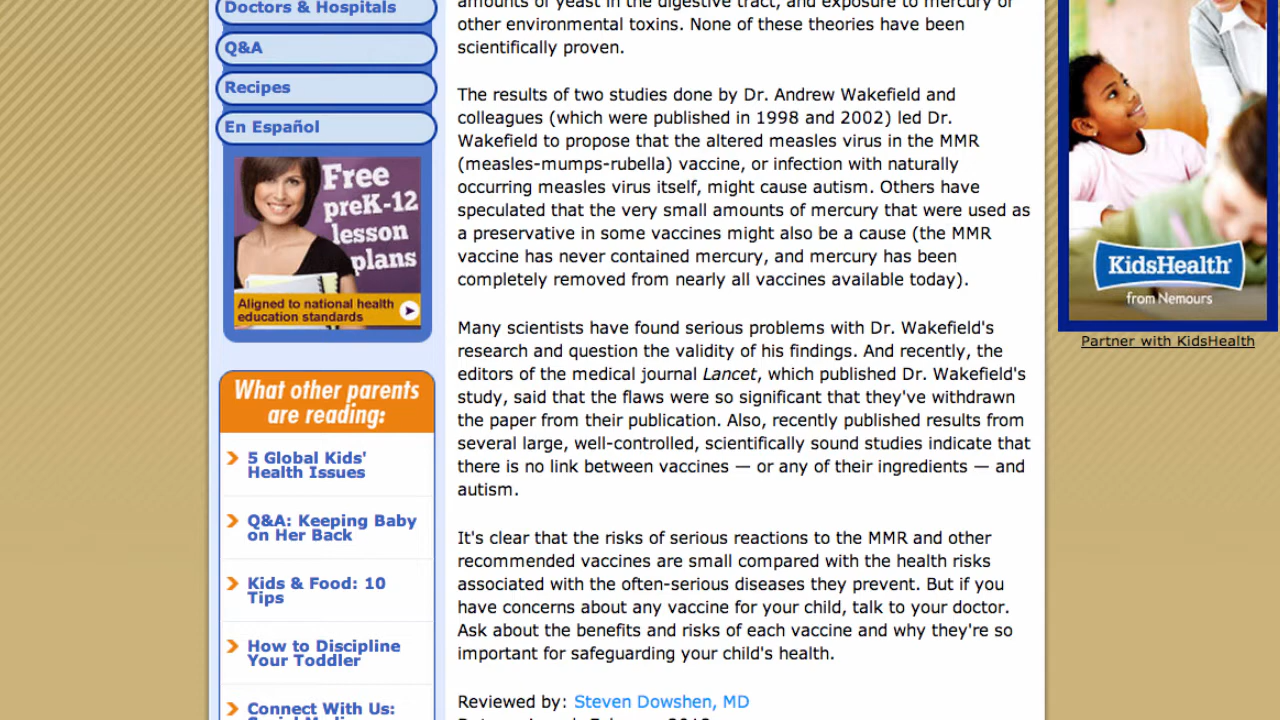 Doctors & Hospitals
Q&A
Recipes
En Español
Free
preK-12
lesson
plans
Aligned to national health
education standards
What other parents
are reading:
5 Global Kids'
Health Issues
Q&A: Keeping Baby
on Her Back
Kids & Food: 10
Tips
How to Discipline
Your Toddler
Connect With Us:
amounts of yeast in the digestive tract, and exposure to mercury or
other environmental toxins. None of these theories have been
scientifically proven.
The results of two studies done by Dr. Andrew Wakefield and
colleagues (which were published in 1998 and 2002) led Dr.
Wakefield to propose that the altered measles virus in the MMR
(measles-mumps-rubella) vaccine, or infection with naturally
occurring measles virus itself, might cause autism. Others have
speculated that the very small amounts of mercury that were used as
a preservative in some vaccines might also be a cause (the MMR
vaccine has never contained mercury, and mercury has been
completely removed from nearly all vaccines available today).
Many scientists have found serious problems with Dr. Wakefield's
research and question the validity of his findings. And recently, the
editors of the medical journal Lancet, which published Dr. Wakefield's
study, said that the flaws were so significant that they've withdrawn
the paper from their publication. Also, recently published results from
several large, well-controlled, scientifically sound studies indicate that
there is no link between vaccines — or any of their ingredients — and
autism.
It's clear that the risks of serious reactions to the MMR and other
recommended vaccines are small compared with the health risks
associated with the often-serious diseases they prevent. But if you
have concerns about any vaccine for your child, talk to your doctor.
Ask about the benefits and risks of each vaccine and why they're so
important for safeguarding your child's health.
Reviewed by: Steven Dowshen, MD
KidsHealth®
from Nemours
Partner with KidsHealth